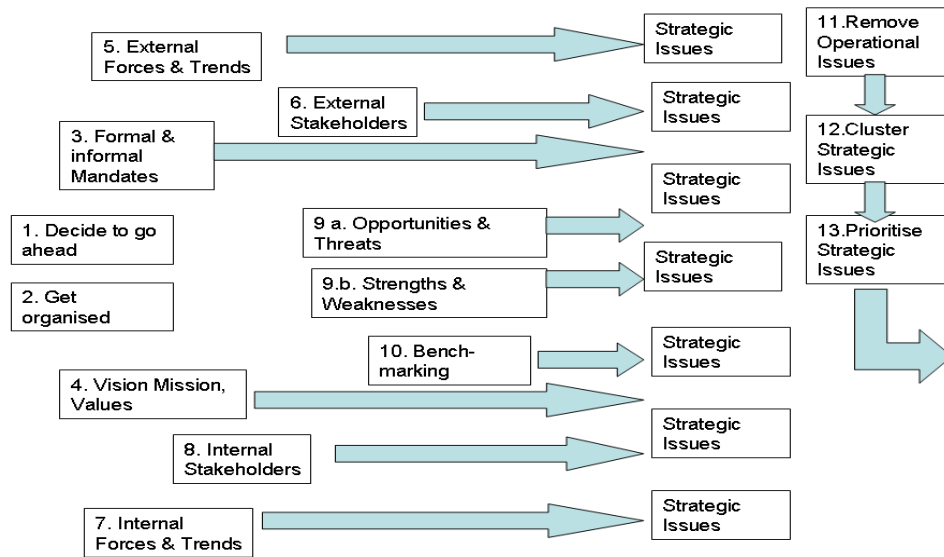 5. External
Forces & Trends
Strategic
Issues
11.Remove
Operational
Issues
6. External
Stakeholders
Strategic
Issues
3. Formal &
informal
Mandates
12.Cluster
Strategic
Issues
Strategic
Issues
1. Decide to go
ahead
9 a. Opportunities &
Threats
13.Prioritise
Strategic
Issues
Strategic
Issues
2. Get
organised
9.b. Strengths &
Weaknesses
10. Bench-
marking
Strategic
Issues
4. Vision Mission,
Values
Strategic
Issues
8. Internal
Stakeholders
7. Internal
Forces & Trends
Strategic
Issues